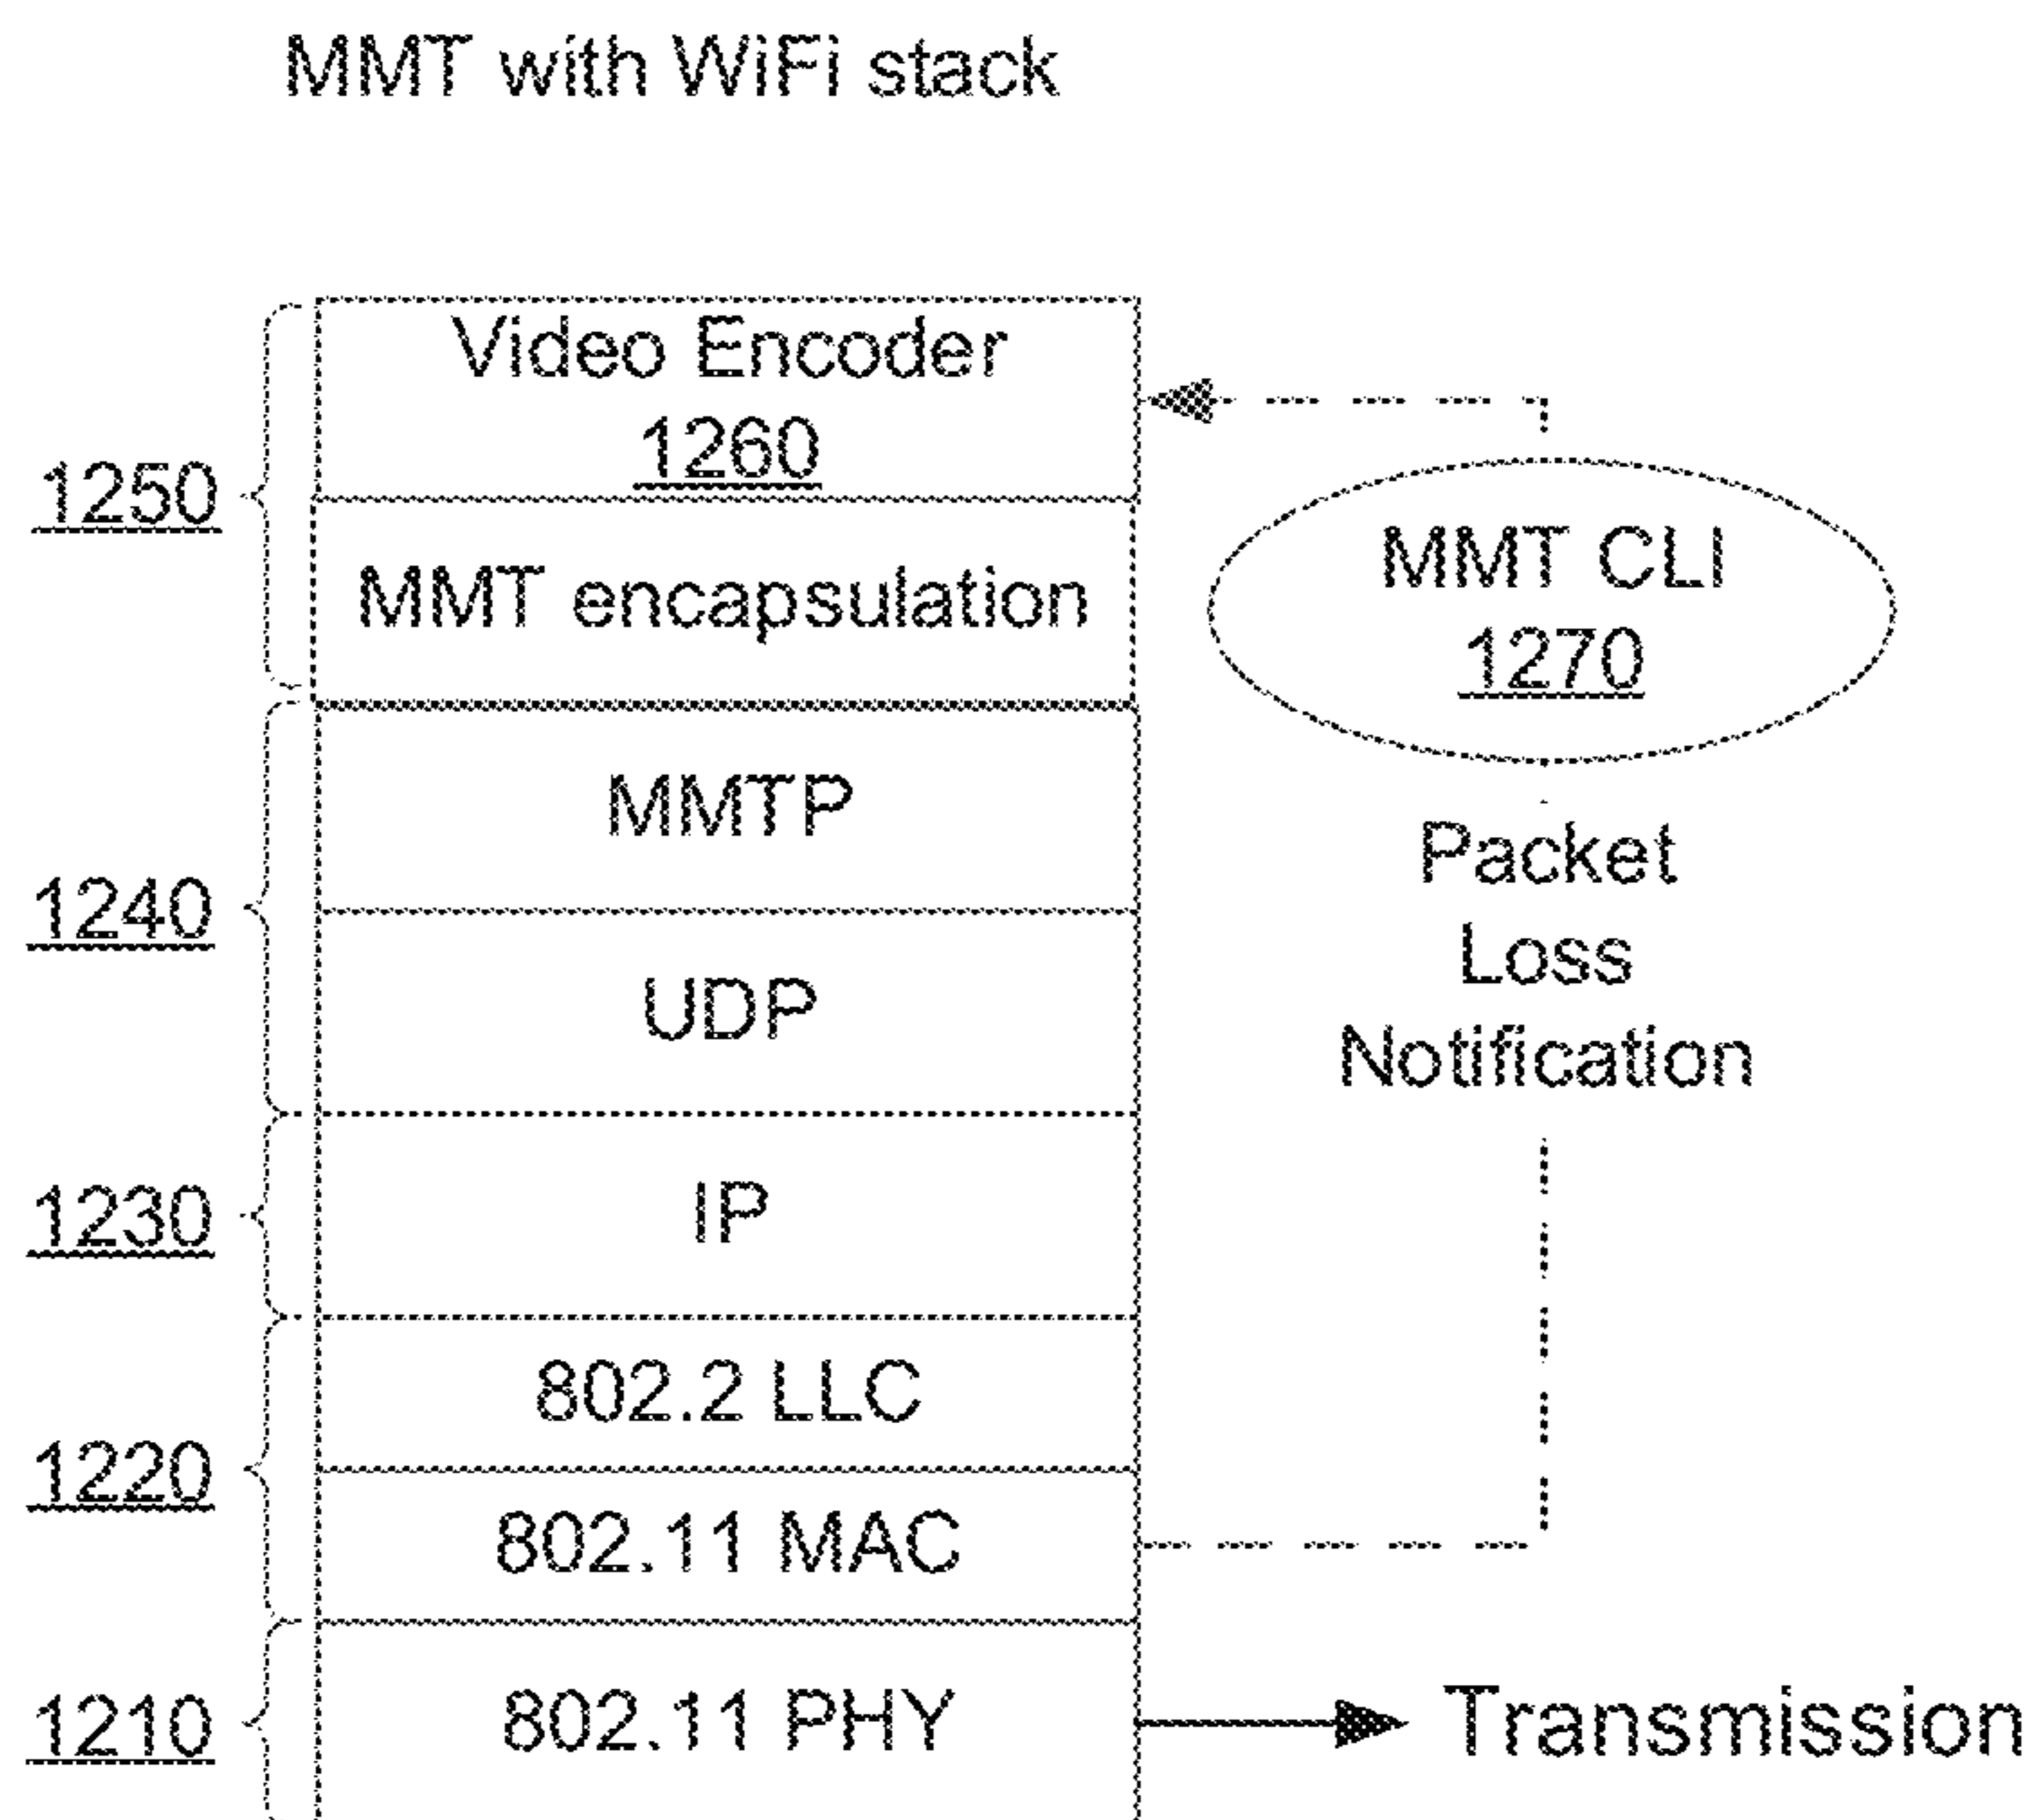 MMT with WiFi stack
Video Encoder
1260
1250
MMT encapsulation
MMT CLI
1270
MMTP
1240
UDP
Packet
Loss
Notification
IP
1230
802.2 LLC
1220
802.11 MAC
802.11 PHY
1210
Transmission